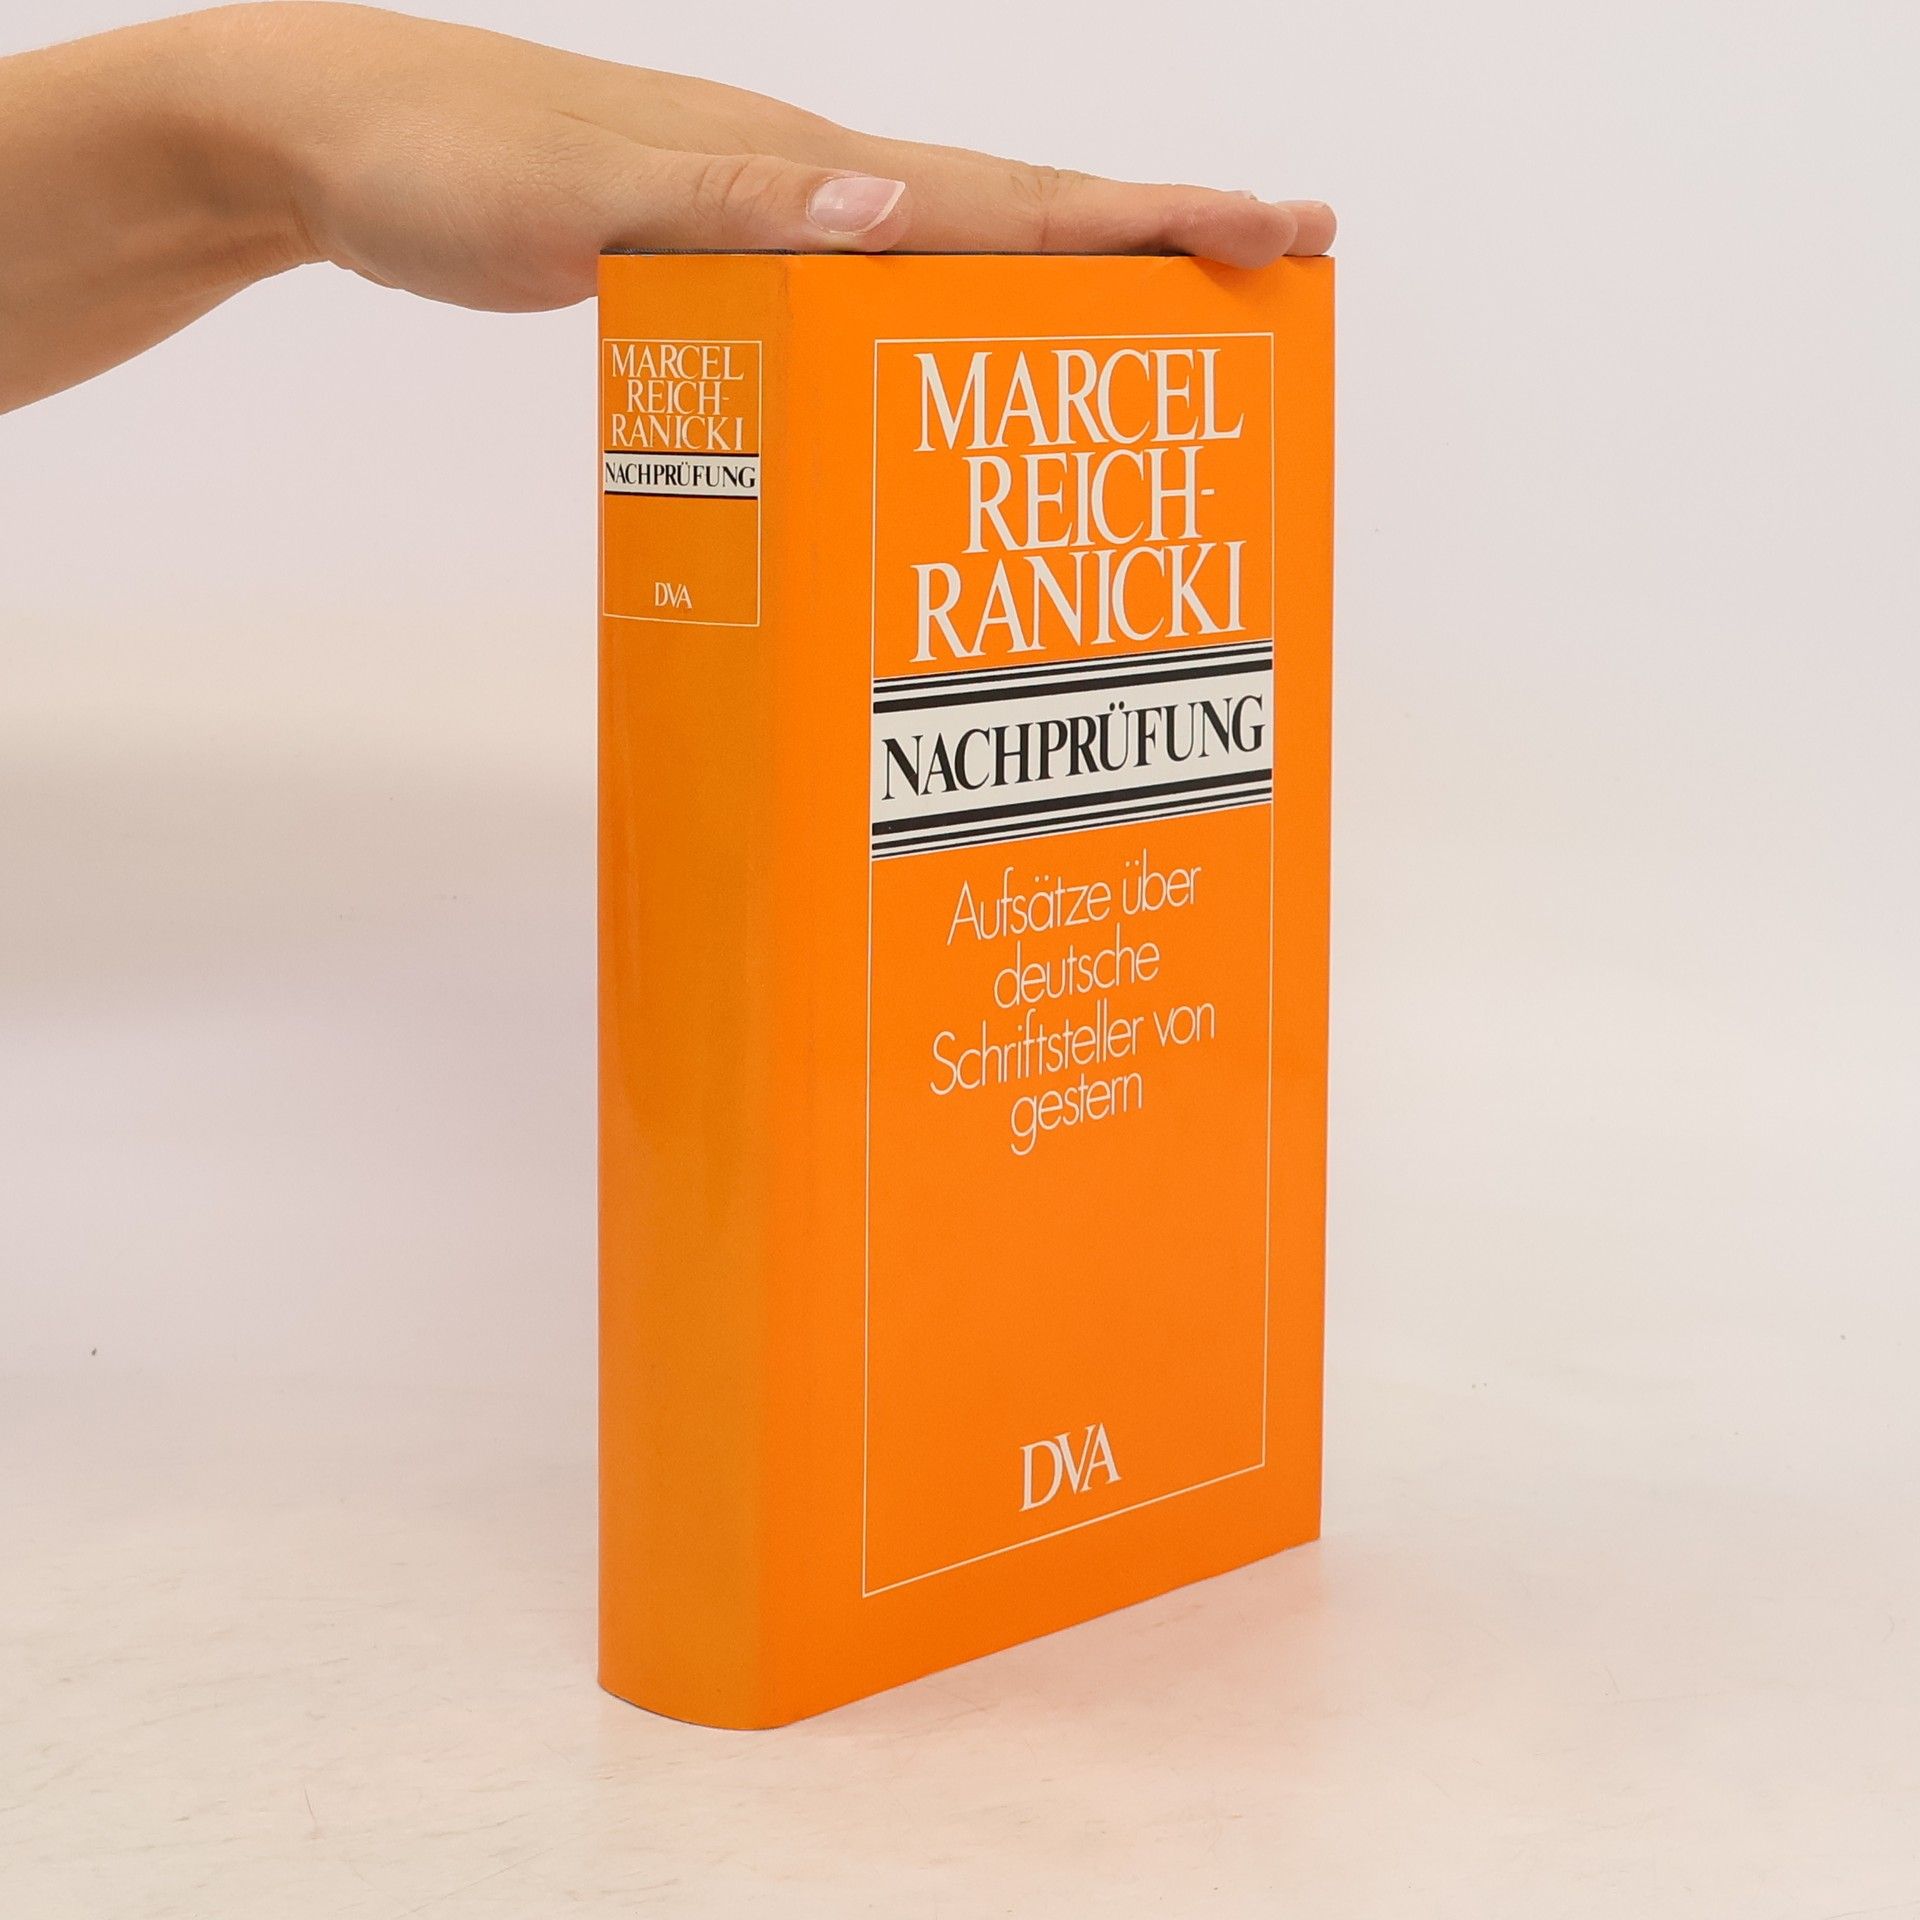 MARCEL
REICH-
RANICKI
NACHPRÜFUNG
DVA
MARCEL
REICH-
RANICKI
NACHPRÜFUNG
Aufsätze über
deutsche
Schriftsteller von
gestern
DVA